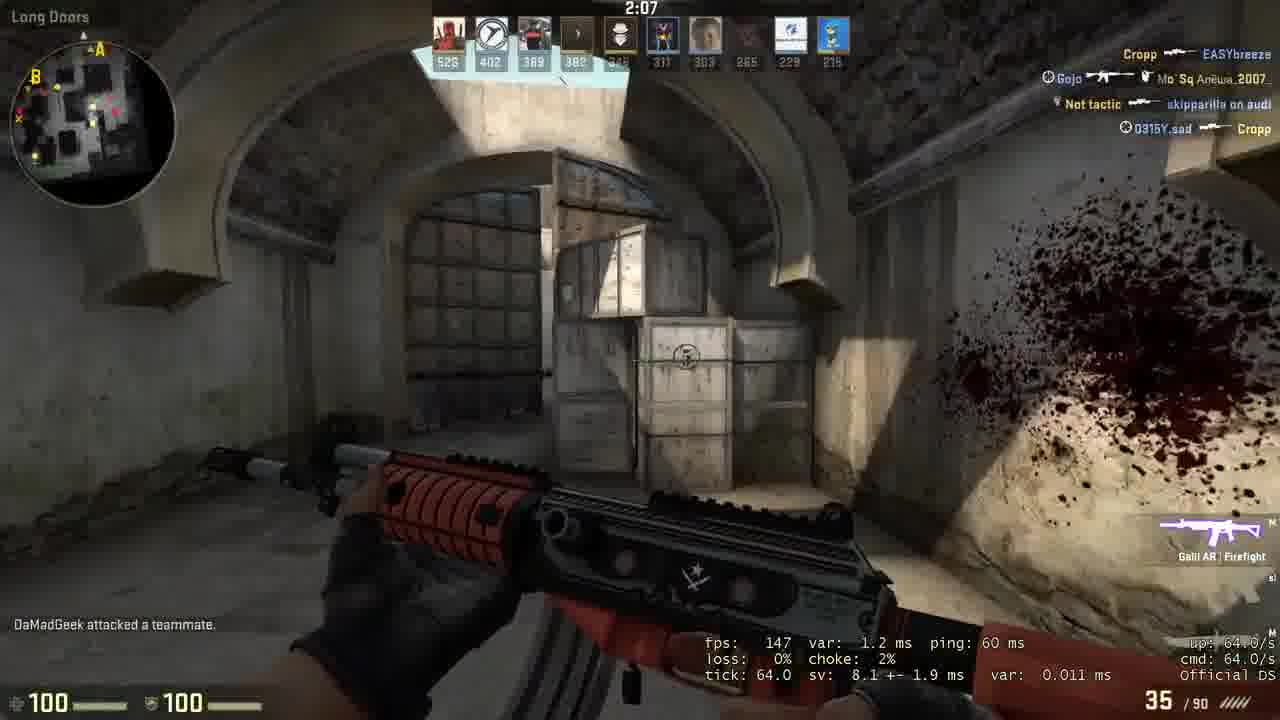 Long Doors
2:07
A
B
526 402 389 382 346 311 303 265 229 215
Cropp EASYbreeze
Gojo Mo`Sq Anewa_2007_
Not tactic skipparilla on audi
0315Y.sad Cropp
Galil AR | Firefight
DaMadGeek attacked a teammate.
fps: 147 var: 1.2 ms ping: 60 ms
loss: 0% choke: 2%
tick: 64.0 sv: 8.1 +- 1.9 ms var: 0.011 ms
up: 64.0/s
cmd: 64.0/s
Official DS
100 100
35 / 90